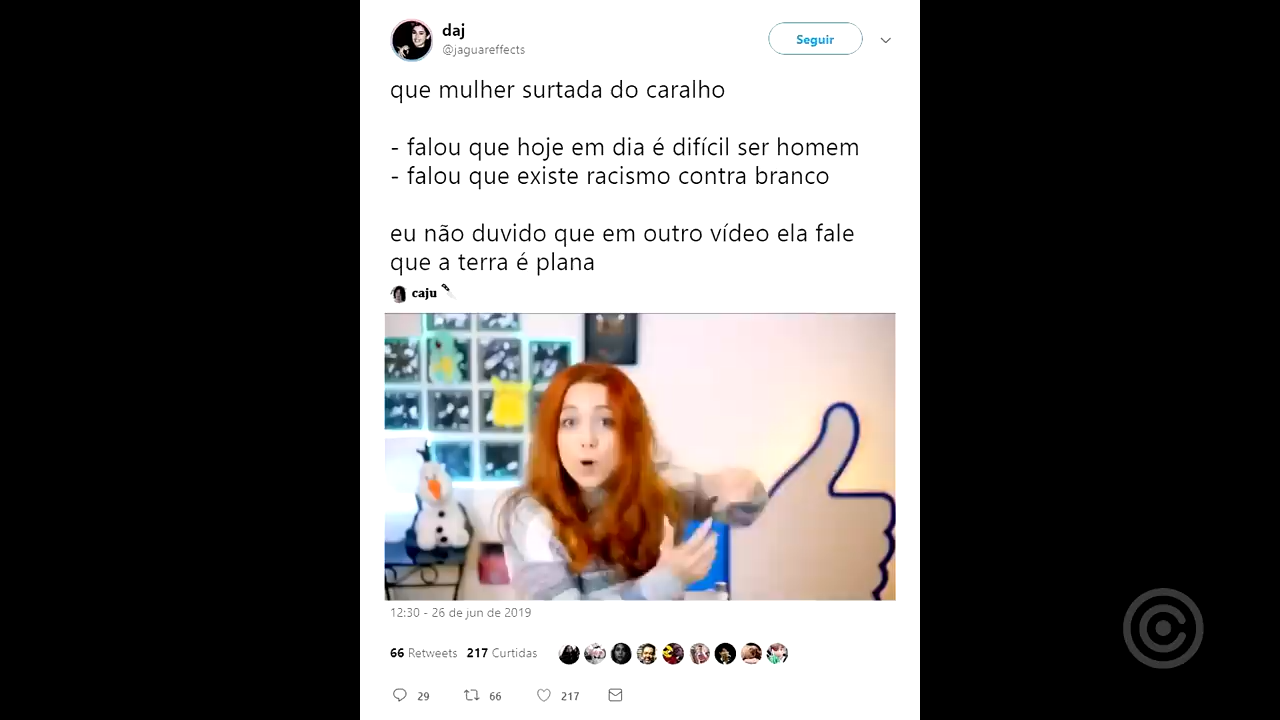 daj
@jaguareffects
Seguir
que mulher surtada do caralho
- falou que hoje em dia é difícil ser homem
- falou que existe racismo contra branco
eu não duvido que em outro vídeo ela fale
que a terra é plana
caju
12:30 - 26 de jun de 2019
66 Retweets 217 Curtidas
29 66 217